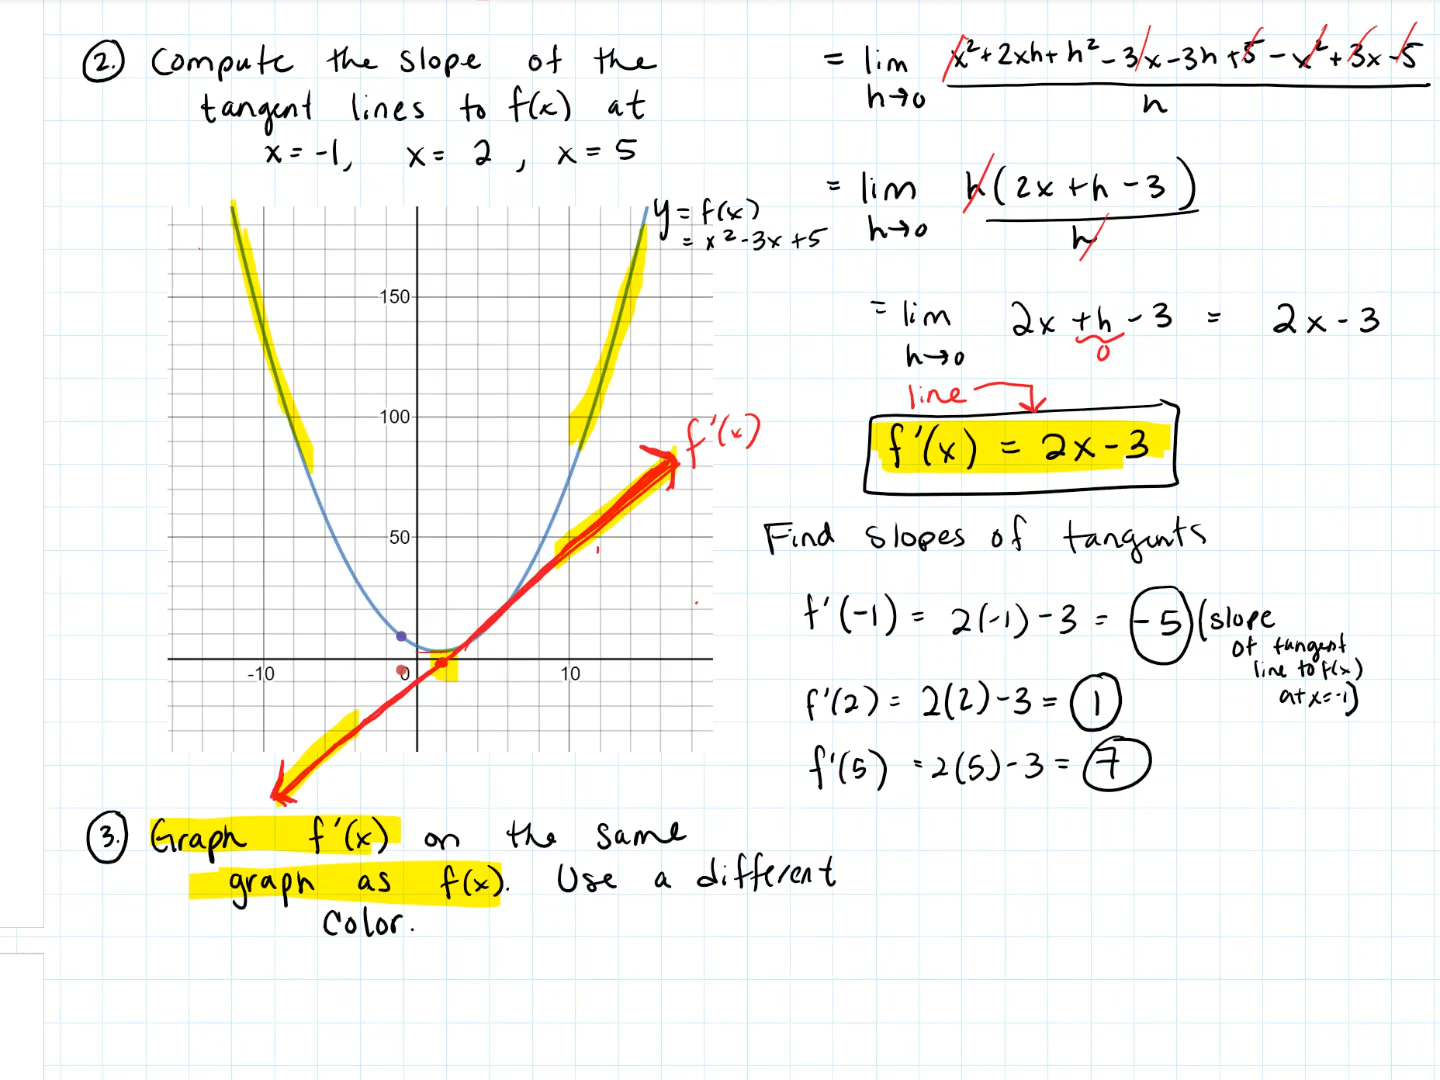 2. Compute the slope of the
tangent lines to f(x) at
x = -1, x = 2, x = 5
y = f(x)
= x² - 3x + 5
150
100
50
-10
0
10
f'(x)
3. Graph f'(x) on the same
graph as f(x). Use a different
color.
= lim h→0 x² + 2xh + h² - 3x - 3h + 5 - x² + 3x - 5 / h
= lim h→0 h(2x + h - 3) / h
= lim h→0 2x + h - 3 = 2x - 3
0
line
f'(x) = 2x - 3
Find slopes of tangents
f'(-1) = 2(-1) - 3 = -5 (slope
of tangent
line to f(x)
at x = -1)
f'(2) = 2(2) - 3 = 1
f'(5) = 2(5) - 3 = 7